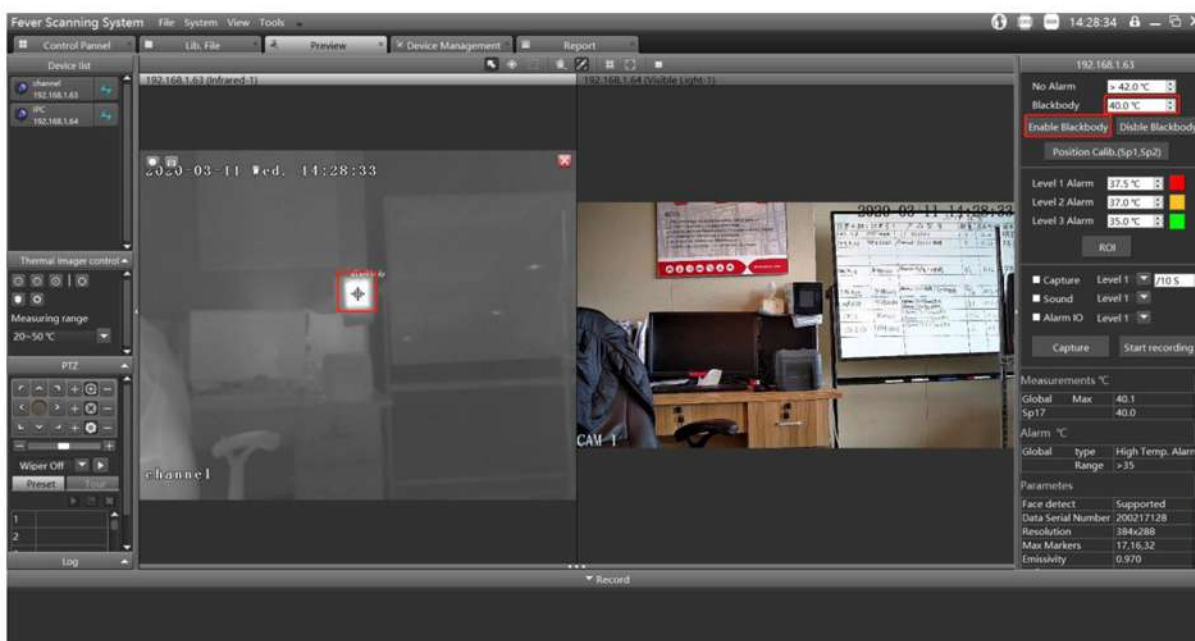 Fever Scanning System File System View Tools
14:28:34
Control Pannel
Lib. File
Preview
Device Management
Report
Device list
channel
192.168.1.63
IPC
192.168.1.64
Thermal imager control
Measuring range
20~50 ℃
PTZ
Wiper Off
Preset Tour
1
2
Log
192.168.1.63 (Infrared-1)
2020-03-11 Wed. 14:28:33
channel
192.168.1.64 (Visible Light-1)
2020-03-11 14:28:33
CAM 1
Record
192.168.1.63
No Alarm > 42.0 ℃
Blackbody 40.0 ℃
Enable Blackbody Disble Blackbody
Position Calib.(Sp1,Sp2)
Level 1 Alarm 37.5 ℃
Level 2 Alarm 37.0 ℃
Level 3 Alarm 35.0 ℃
ROI
Capture Level 1 /10 S
Sound Level 1
Alarm IO Level 1
Capture Start recording
Measurements ℃
Global Max 40.1
Sp17 40.0
Alarm ℃
Global type High Temp. Alarm
Range >35
Parametes
Face detect Supported
Data Serial Number 200217128
Resolution 384x288
Max Markers 17,16,32
Emissivity 0.970